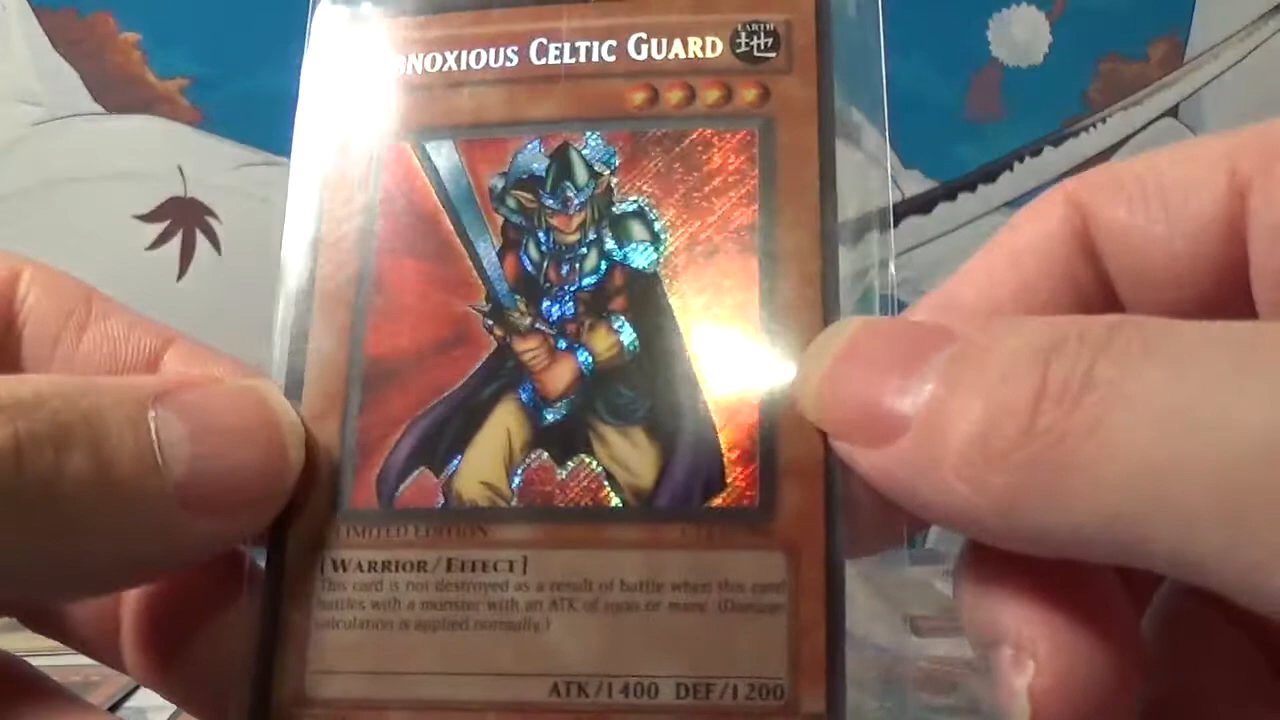 NOXIOUS CELTIC GUARD
EARTH
地
LIMITED EDITION
[WARRIOR/EFFECT]
This card is not destroyed as a result of battle when this card
battles with a monster with an ATK of 1900 or more. (Damage
calculation is applied normally.)
ATK/1400 DEF/1200